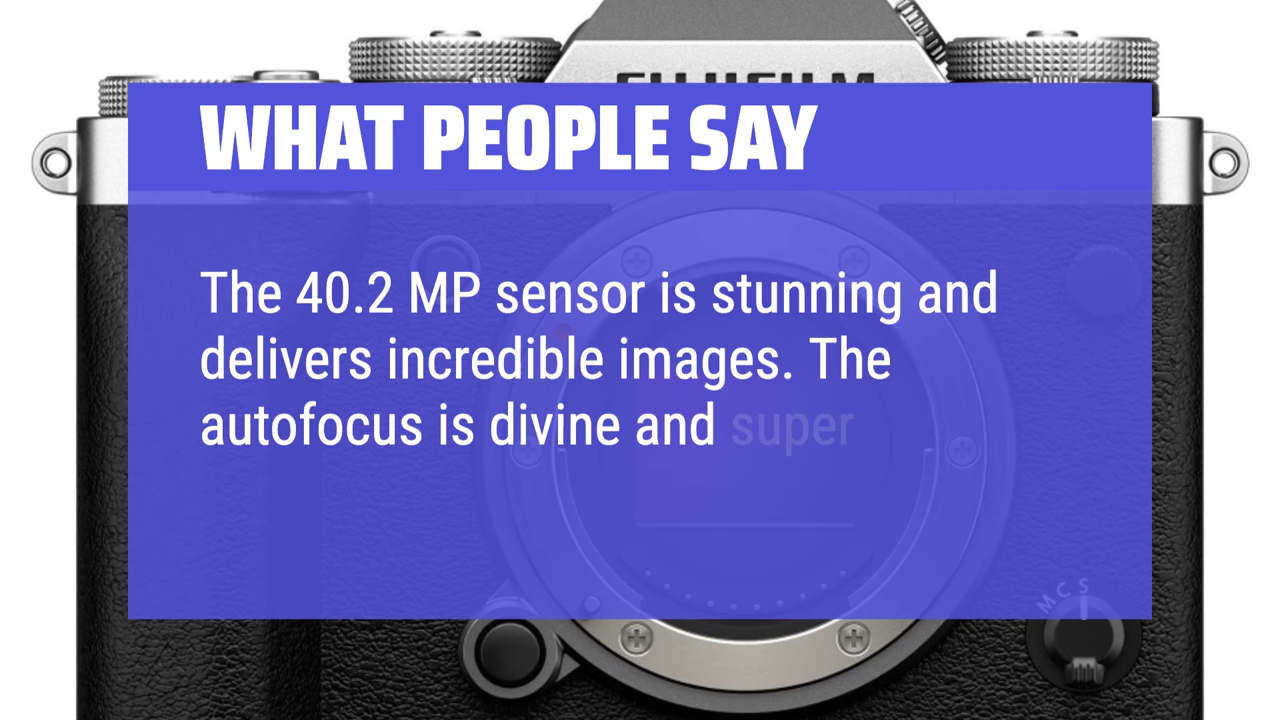 FUJIFILM
WHAT PEOPLE SAY
The 40.2 MP sensor is stunning and
delivers incredible images. The
autofocus is divine and super
M C S